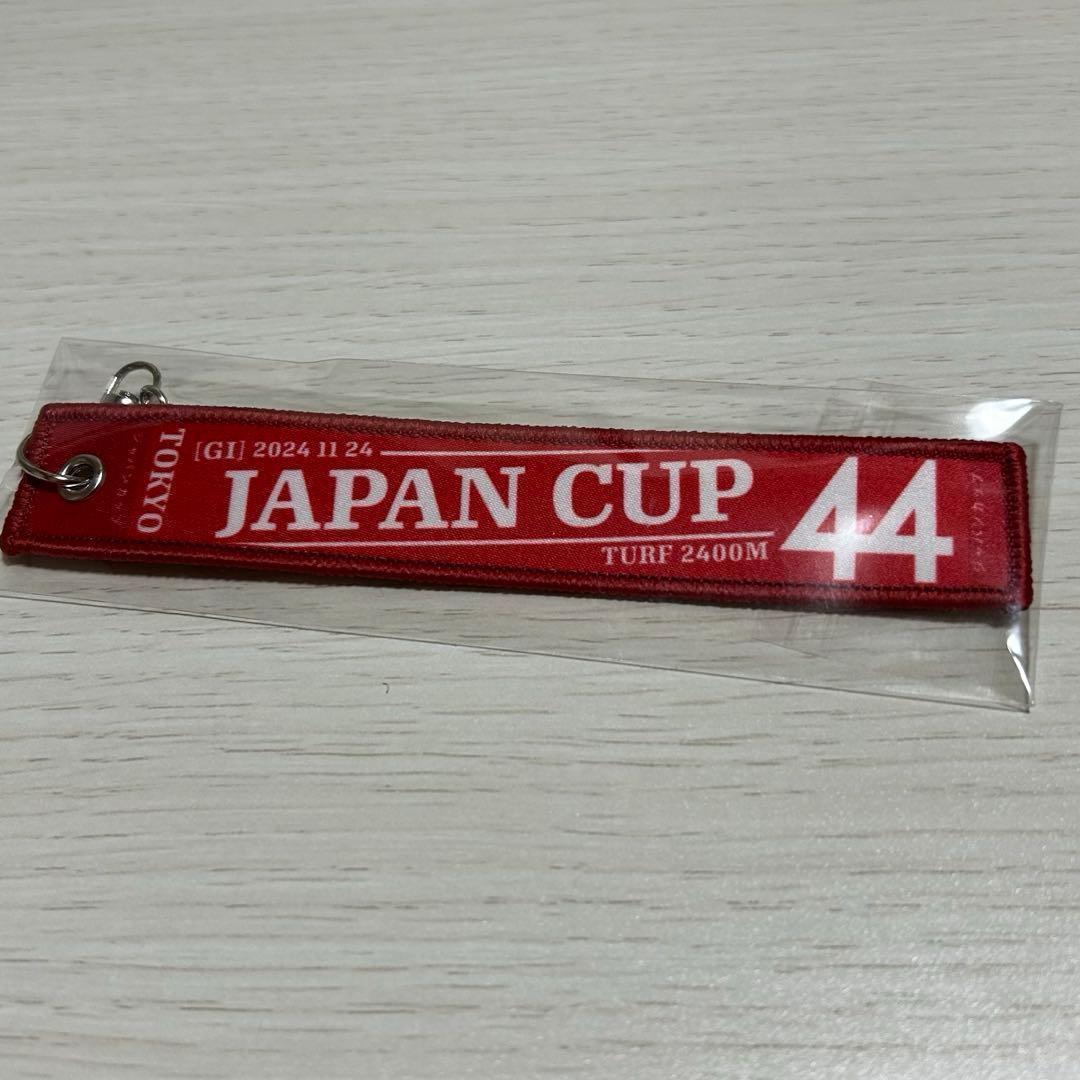 TOKYO
[GI] 2024 11 24
JAPAN CUP
TURF 2400M
44